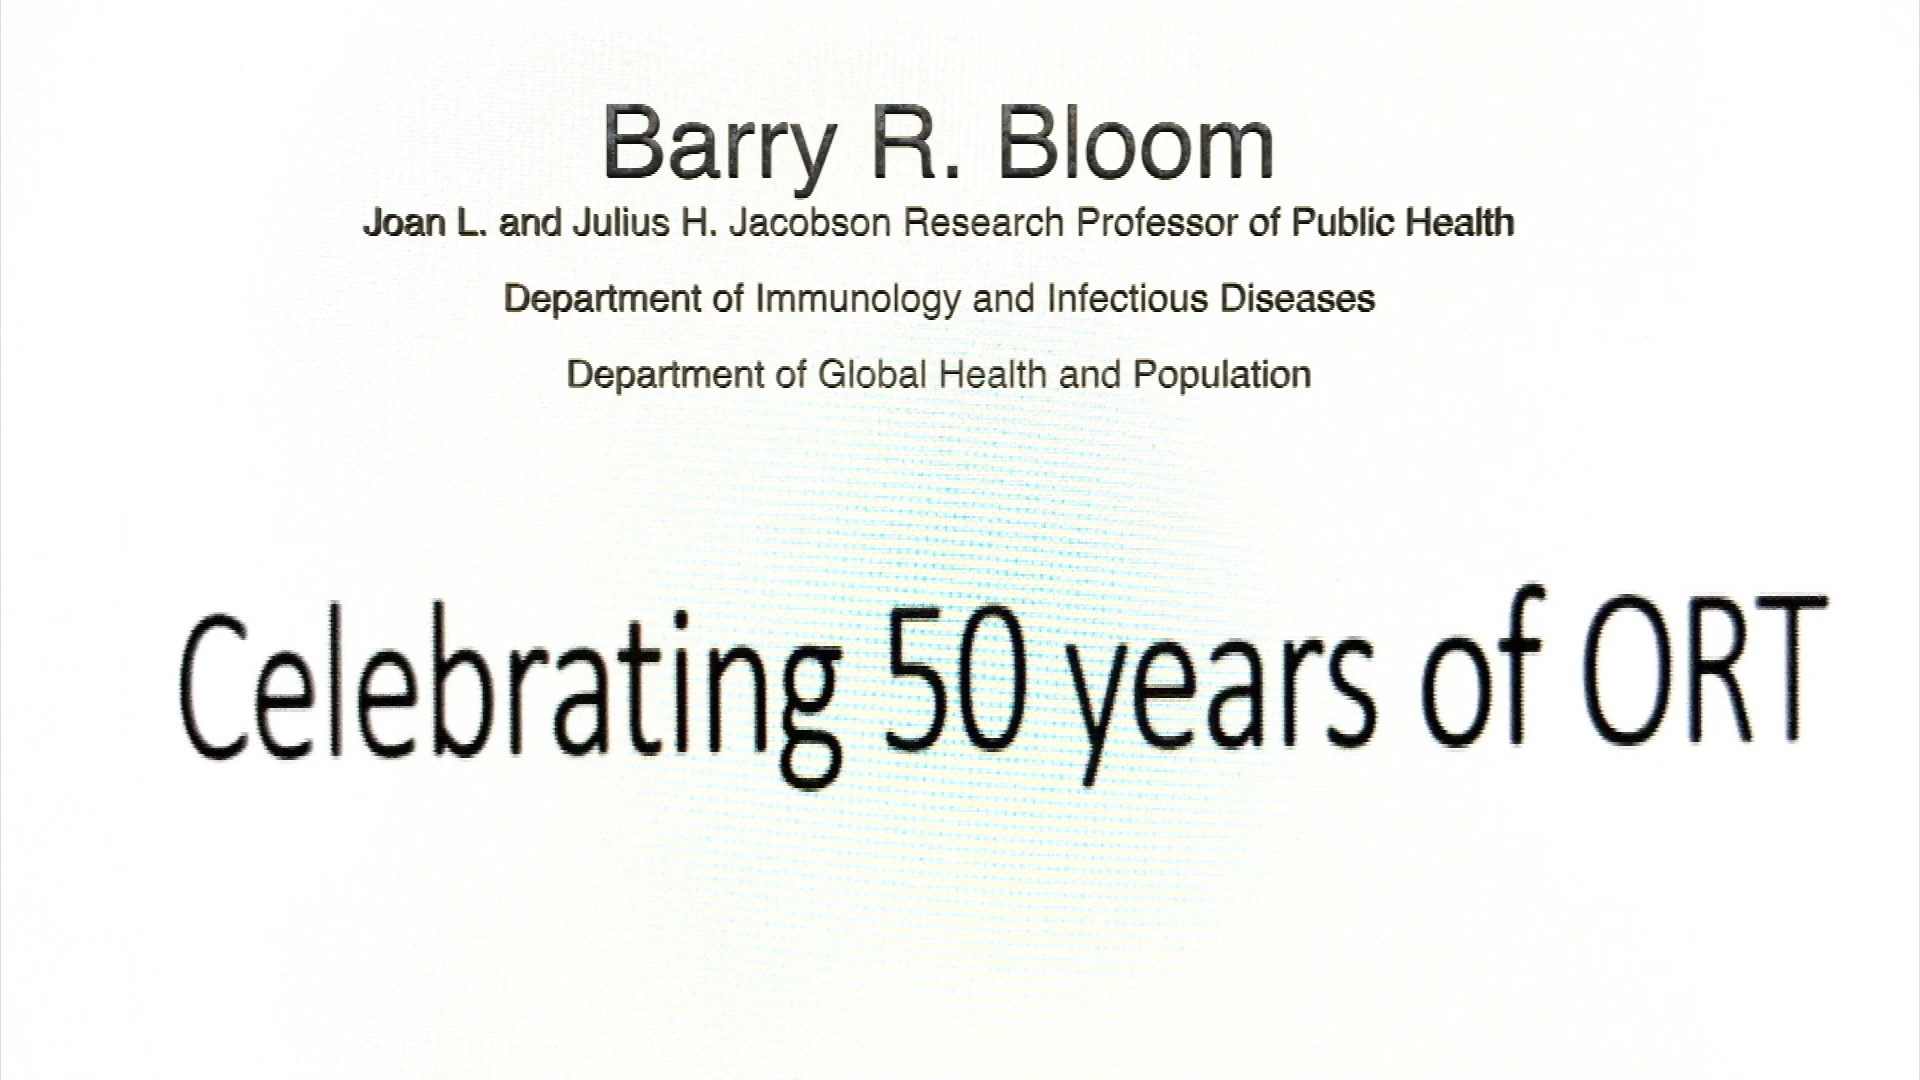 Barry R. Bloom
Joan L. and Julius H. Jacobson Research Professor of Public Health
Department of Immunology and Infectious Diseases
Department of Global Health and Population
Celebrating 50 years of ORT